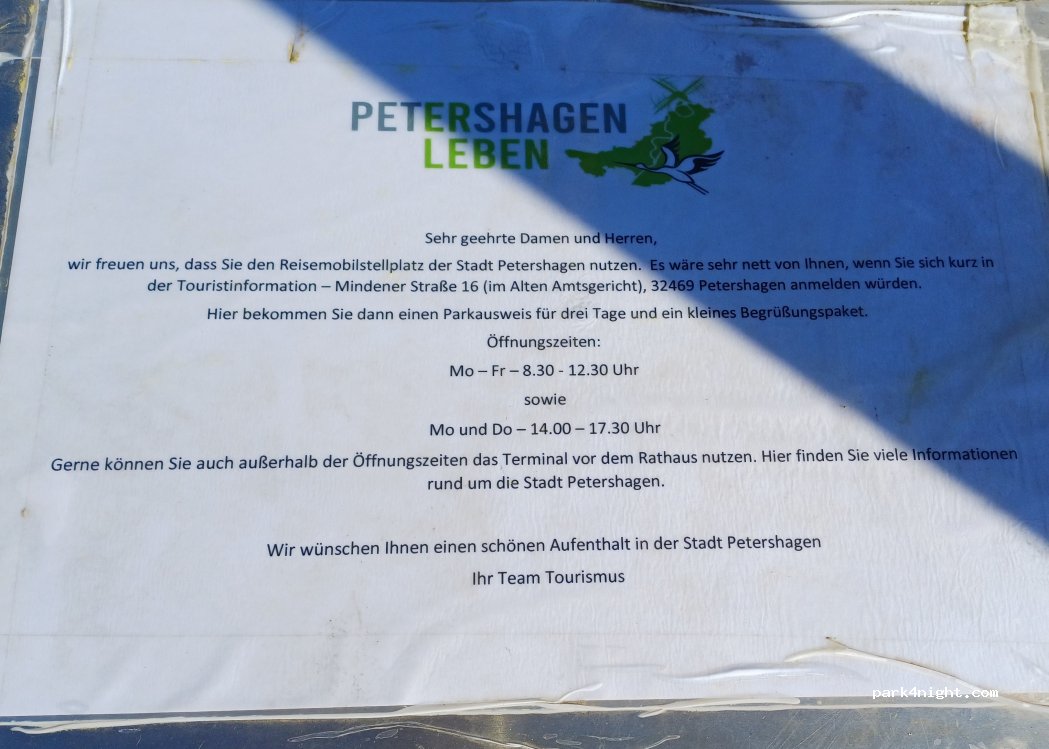 PETERSHAGEN
LEBEN
Sehr geehrte Damen und Herren,
wir freuen uns, dass Sie den Reisemobilstellplatz der Stadt Petershagen nutzen. Es wäre sehr nett von Ihnen, wenn Sie sich kurz in
der Touristinformation – Mindener Straße 16 (im Alten Amtsgericht), 32469 Petershagen anmelden würden.
Hier bekommen Sie dann einen Parkausweis für drei Tage und ein kleines Begrüßungspaket.
Öffnungszeiten:
Mo – Fr – 8.30 - 12.30 Uhr
sowie
Mo und Do – 14.00 – 17.30 Uhr
Gerne können Sie auch außerhalb der Öffnungszeiten das Terminal vor dem Rathaus nutzen. Hier finden Sie viele Informationen
rund um die Stadt Petershagen.
Wir wünschen Ihnen einen schönen Aufenthalt in der Stadt Petershagen
Ihr Team Tourismus
park4night.com